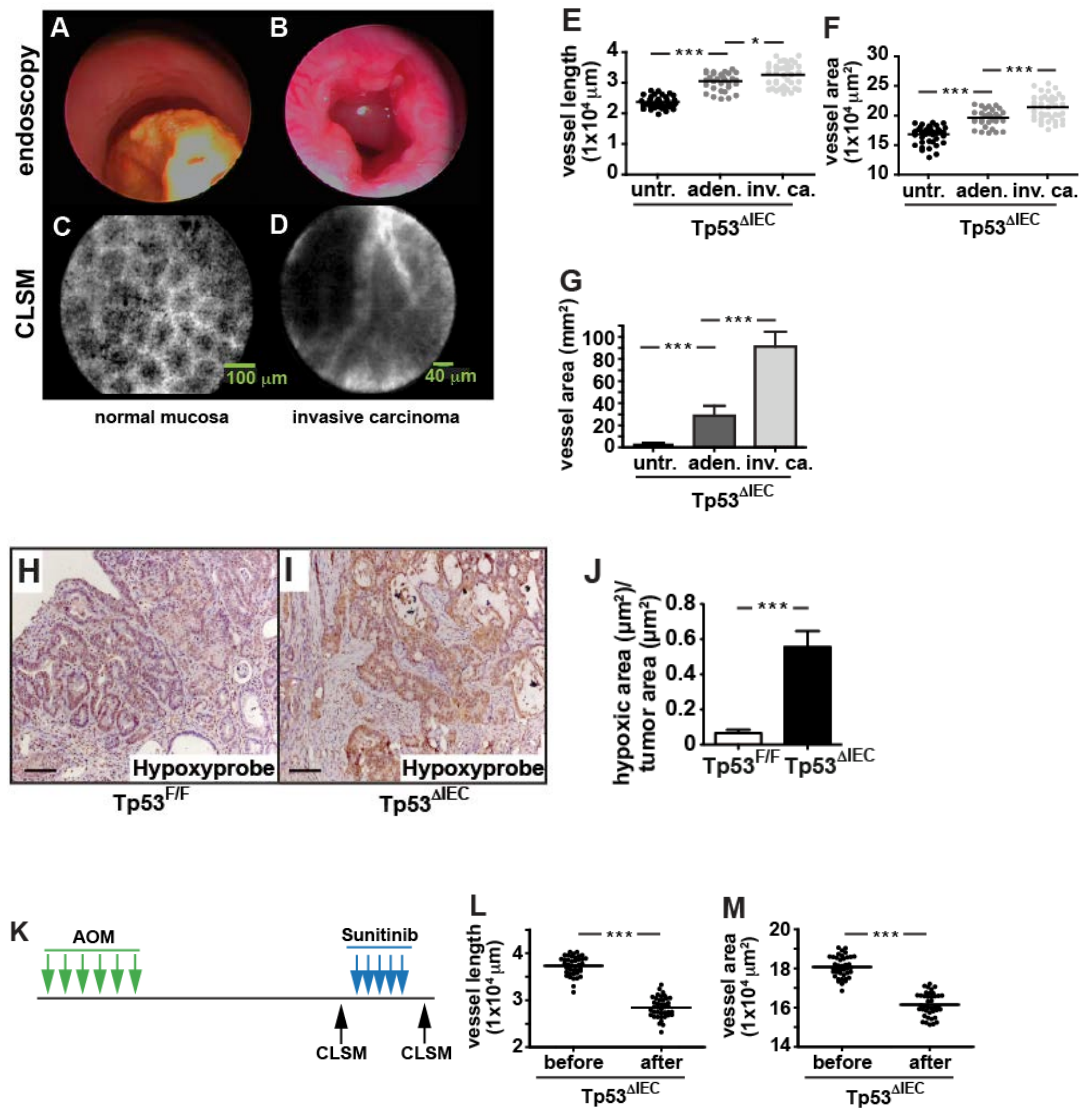 A
B
endoscopy
C
D
CLSM
100 μm
40 μm
normal mucosa
invasive carcinoma
E
vessel length
(1x10⁴ μm)
4
3
2
1
0
***
*
untr. aden. inv. ca.
Tp53ΔIEC
F
vessel area
(1x10⁴ μm²)
30
25
20
15
10
***
***
untr. aden. inv. ca.
Tp53ΔIEC
G
vessel area (mm²)
100
80
60
40
30
20
10
0
***
***
untr. aden. inv. ca.
Tp53ΔIEC
H
Hypoxyprobe
Tp53F/F
I
Hypoxyprobe
Tp53ΔIEC
J
hypoxic area (μm²)/
tumor area (μm²)
0.8
0.6
0.4
0.2
0
***
Tp53F/F Tp53ΔIEC
K
AOM
Sunitinib
CLSM
CLSM
L
vessel length
(1x10⁴ μm)
4
3
2
***
before after
Tp53ΔIEC
M
vessel area
(1x10⁴ μm²)
20
18
16
14
***
before after
Tp53ΔIEC